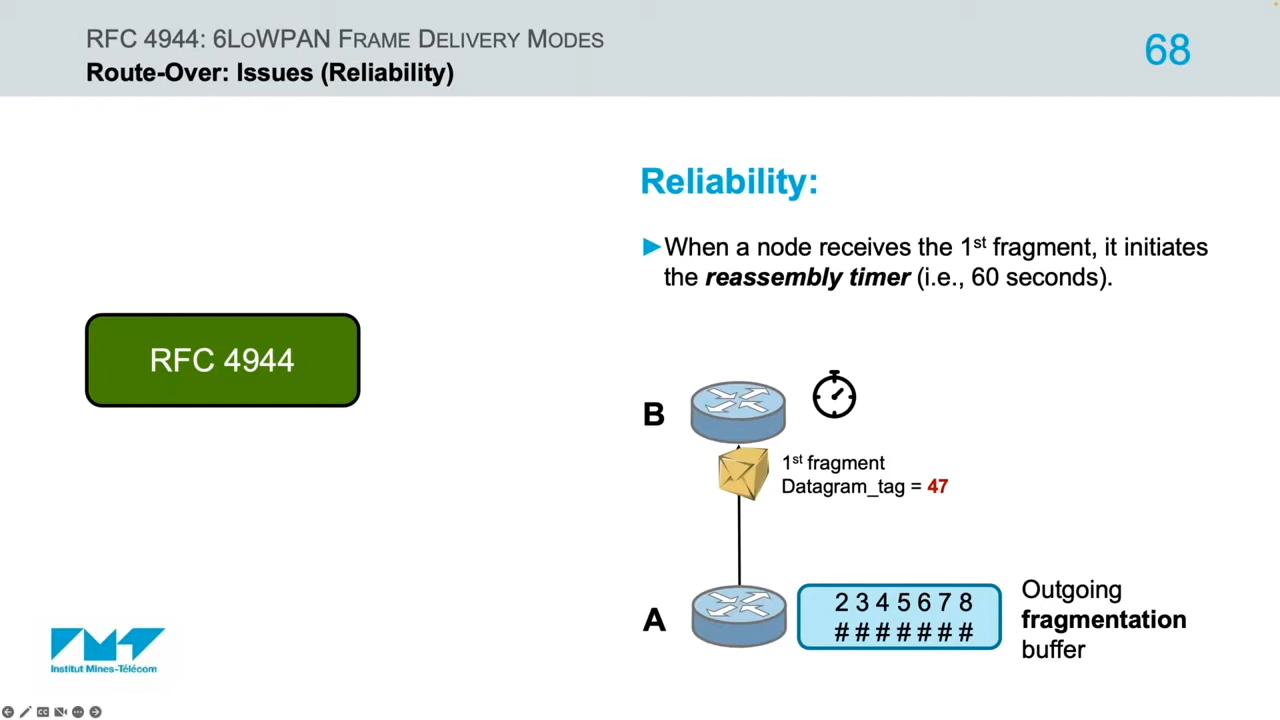 RFC 4944: 6LoWPAN Frame Delivery Modes
Route-Over: Issues (Reliability)
68
Reliability:
When a node receives the 1st fragment, it initiates
the reassembly timer (i.e., 60 seconds).
RFC 4944
B
1st fragment
Datagram_tag = 47
A
2 3 4 5 6 7 8
# # # # # # #
Outgoing
fragmentation
buffer
IMT
Institut Mines-Télécom
CC